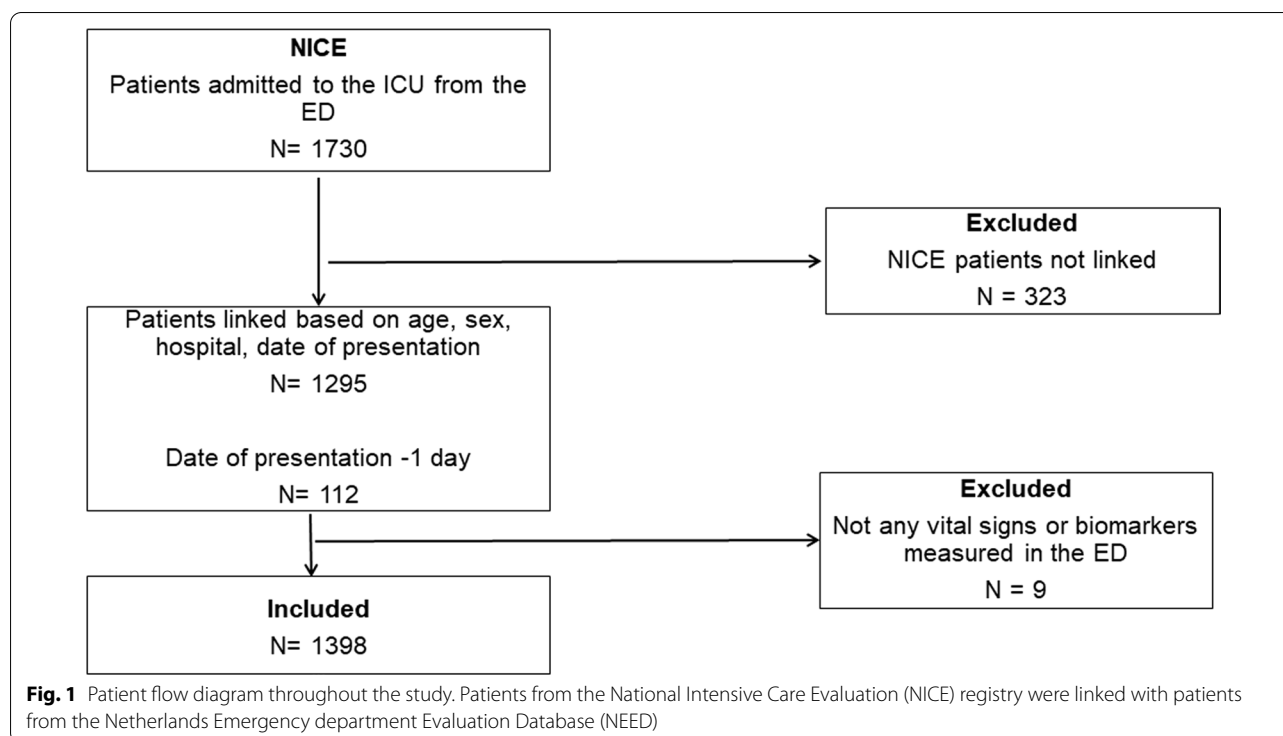 NICE
Patients admitted to the ICU from the
ED
N= 1730
Excluded
NICE patients not linked
N = 323
Patients linked based on age, sex,
hospital, date of presentation
N= 1295
Date of presentation -1 day
N= 112
Excluded
Not any vital signs or biomarkers
measured in the ED
N = 9
Included
N= 1398
Fig. 1 Patient flow diagram throughout the study. Patients from the National Intensive Care Evaluation (NICE) registry were linked with patients
from the Netherlands Emergency department Evaluation Database (NEED)